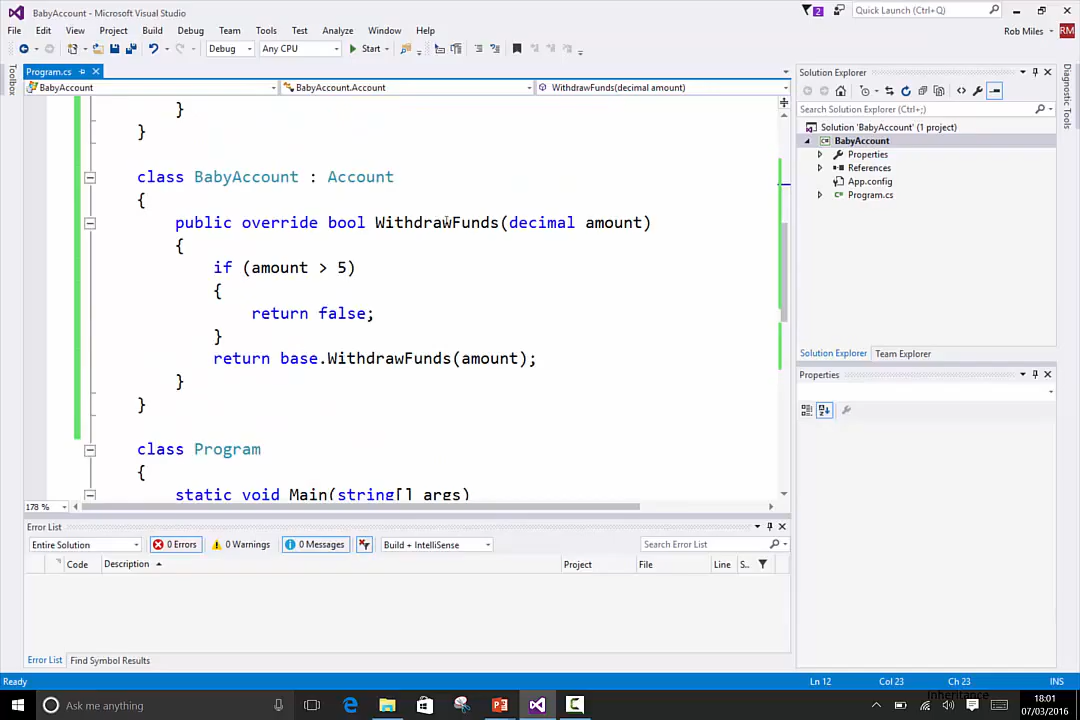 BabyAccount - Microsoft Visual Studio
2
Quick Launch (Ctrl+Q)
File Edit View Project Build Debug Team Tools Test Analyze Window Help
Rob Miles RM
Debug Any CPU Start
Toolbox
Program.cs
BabyAccount BabyAccount.Account WithdrawFunds(decimal amount)
}
}
class BabyAccount : Account
{
public override bool WithdrawFunds(decimal amount)
{
if (amount > 5)
{
return false;
}
return base.WithdrawFunds(amount);
}
}
class Program
{
static void Main(string[] args)
178 %
Solution Explorer
Search Solution Explorer (Ctrl+;)
Solution 'BabyAccount' (1 project)
BabyAccount
Properties
References
App.config
Program.cs
Solution Explorer Team Explorer
Properties
Diagnostic Tools
Error List
Entire Solution 0 Errors 0 Warnings 0 Messages Build + IntelliSense Search Error List
Code Description Project File Line S..
Error List Find Symbol Results
Ready Ln 12 Col 23 Ch 23 INS
Inheritance
Ask me anything
18:01
07/03/2016